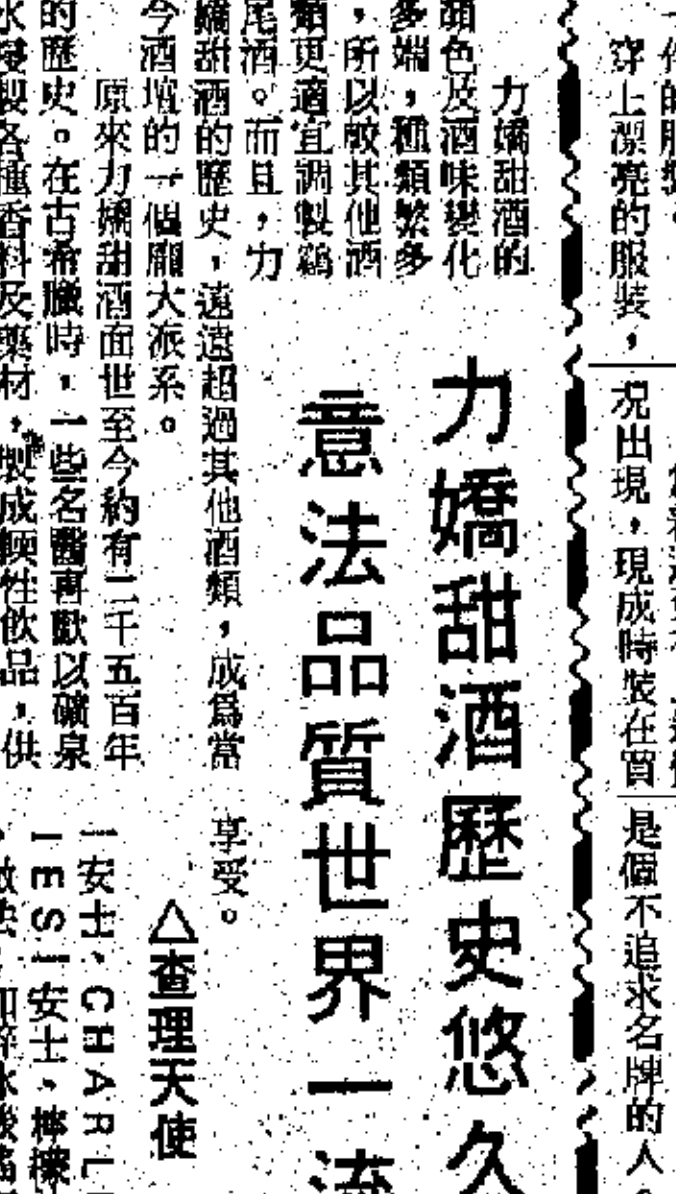 穿上漂亮的服裝，
況出現，現成時裝在買
是個不追求名牌的人
力嬌甜酒歷史悠久
意法品質世界一流
力嬌甜酒的
顏色及酒味變化
多端，種類繁多
，所以較其他酒
類更適宜調製鷄
尾酒。而且，力
嬌甜酒的歷史，遠遠超過其他酒類，成爲當
今酒壇的一個龐大派系。
原來力嬌甜酒面世至今約有二千五百年
的歷史。在古希臘時，一些名醫喜歡以礦泉
水浸製各種香料及藥材，製成順性飲品，供
享受。
△查理天使
一安士，CHARL
IES一安士，檸檬